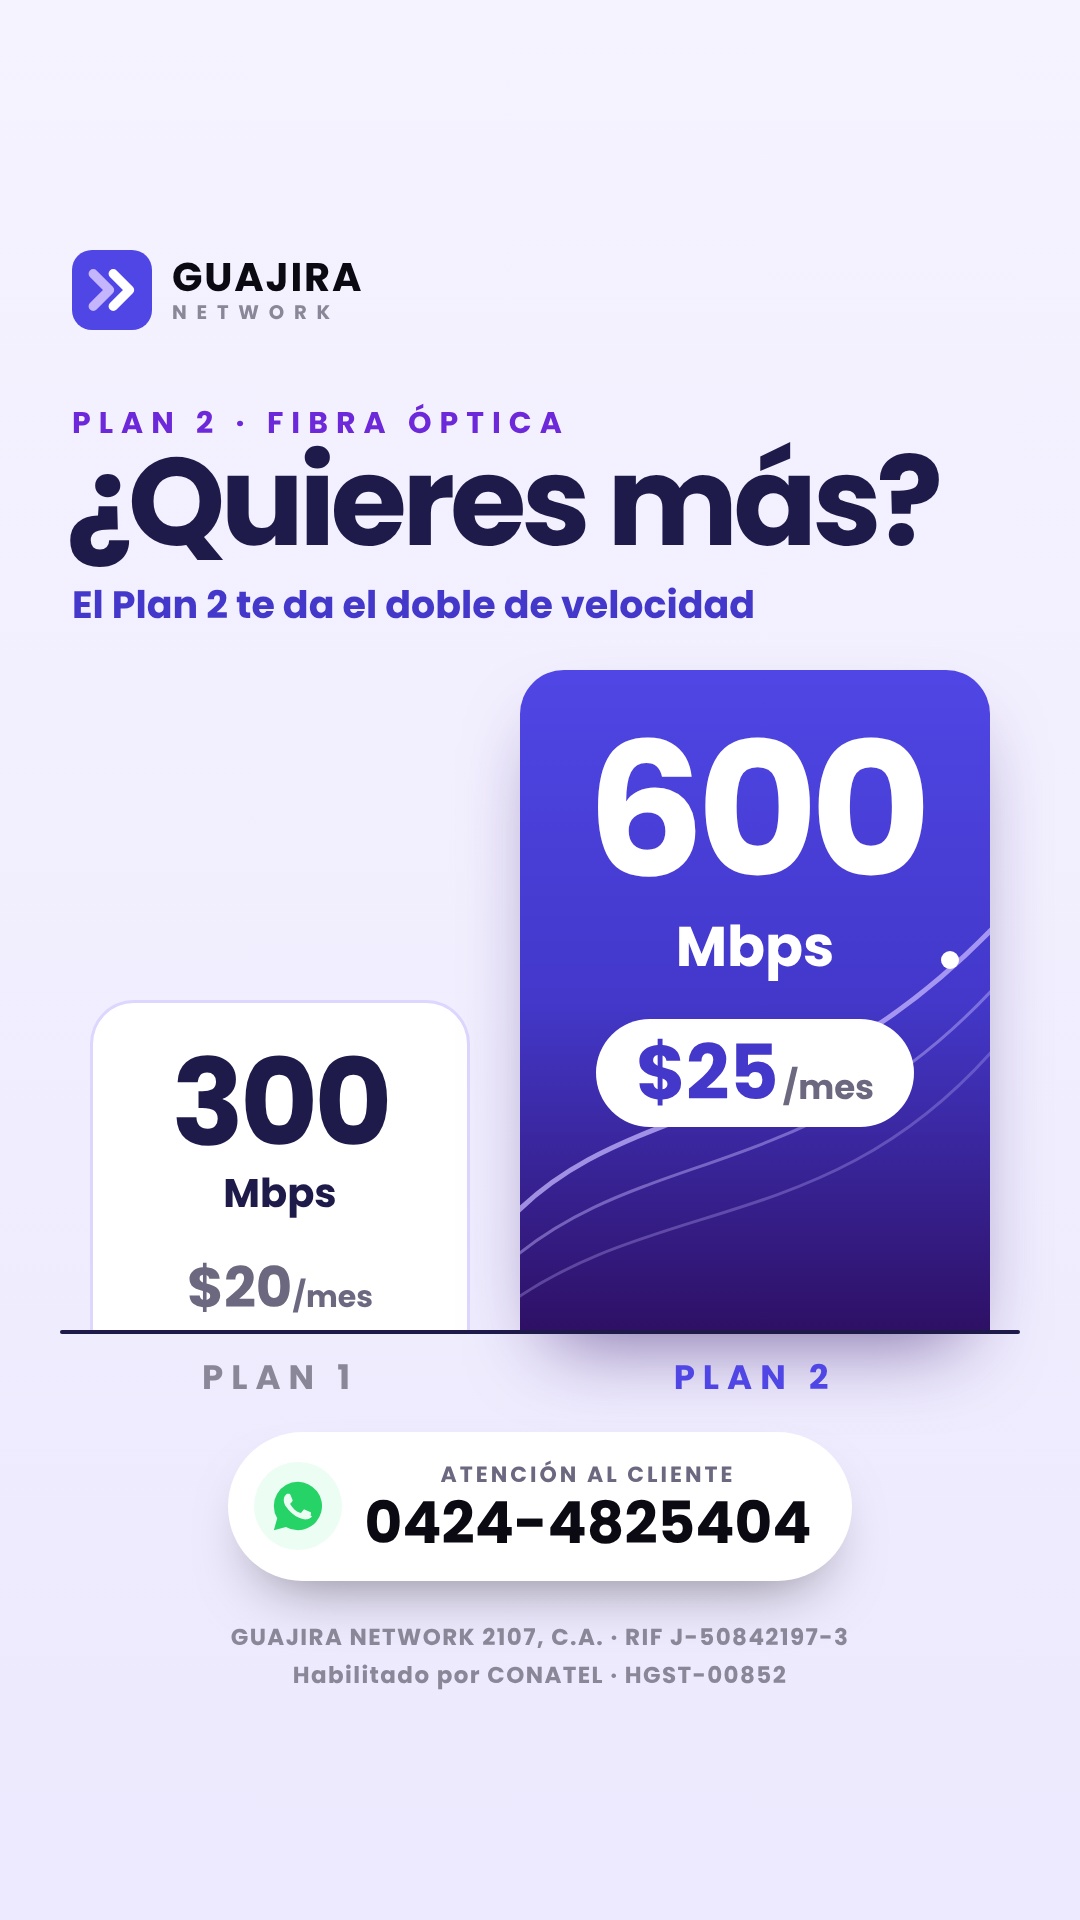 GUAJIRA
NETWORK
PLAN 2 · FIBRA ÓPTICA
¿Quieres más?
El Plan 2 te da el doble de velocidad
600
Mbps
$25/mes
300
Mbps
$20/mes
PLAN 1
PLAN 2
ATENCIÓN AL CLIENTE
0424-4825404
GUAJIRA NETWORK 2107, C.A. · RIF J-50842197-3
Habilitado por CONATEL · HGST-00852